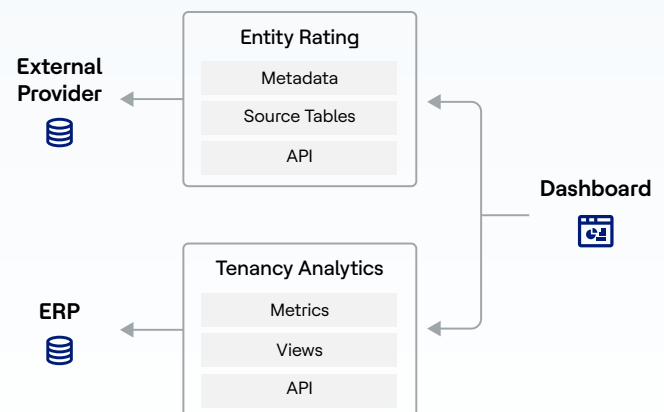 Entity Rating
External
Provider
Metadata
Source Tables
API
Dashboard
Tenancy Analytics
ERP
Metrics
Views
API